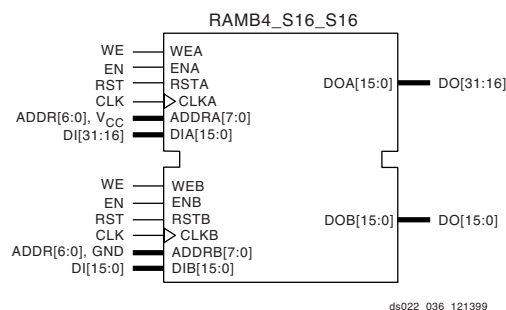 RAMB4_S16_S16
WE WEA
EN ENA
RST RSTA DOA[15:0] DO[31:16]
CLK CLKA
ADDR[6:0], VCC ADDRA[7:0]
DI[31:16] DIA[15:0]
WE WEB
EN ENB
RST RSTB DOB[15:0] DO[15:0]
CLK CLKB
ADDR[6:0], GND ADDRB[7:0]
DI[15:0] DIB[15:0]
ds022_036_121399